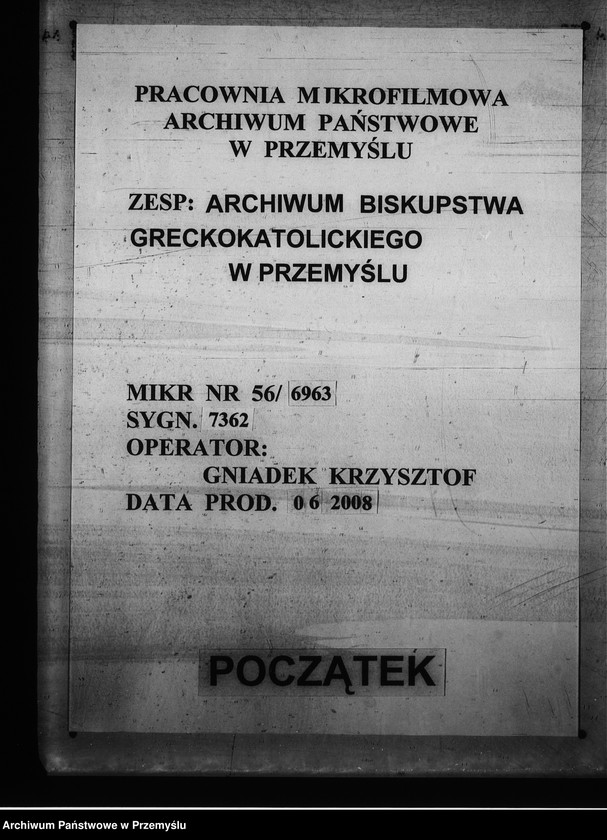 PRACOWNIA MIKROFILMOWA
ARCHIWUM PAŃSTWOWE
W PRZEMYŚLU
ZESP: ARCHIWUM BISKUPSTWA
GRECKOKATOLICKIEGO
W PRZEMYŚLU
MIKR NR 56/ 6963
SYGN. 7362
OPERATOR:
GNIADEK KRZYSZTOF
DATA PROD. 06 2008
POCZĄTEK
Archiwum Państwowe w Przemyślu